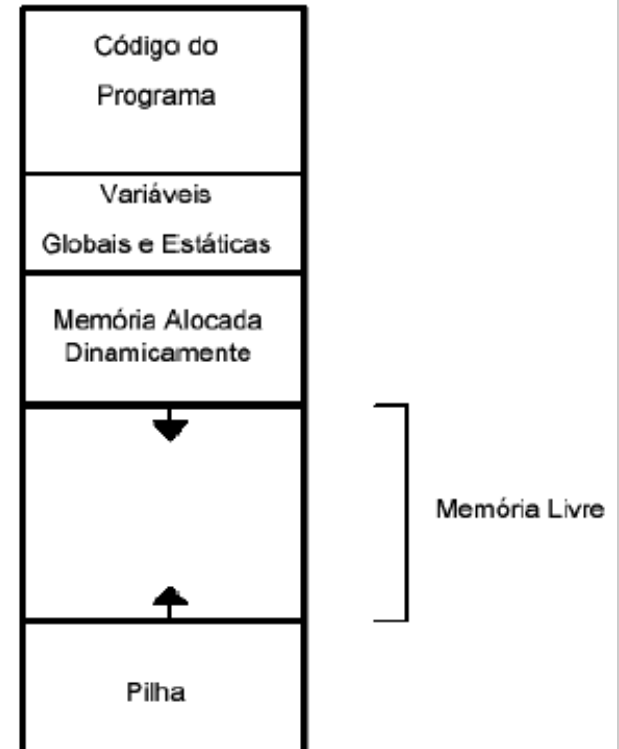 Código do
Programa
Variáveis
Globais e Estáticas
Memória Alocada
Dinamicamente
Memória Livre
Pilha